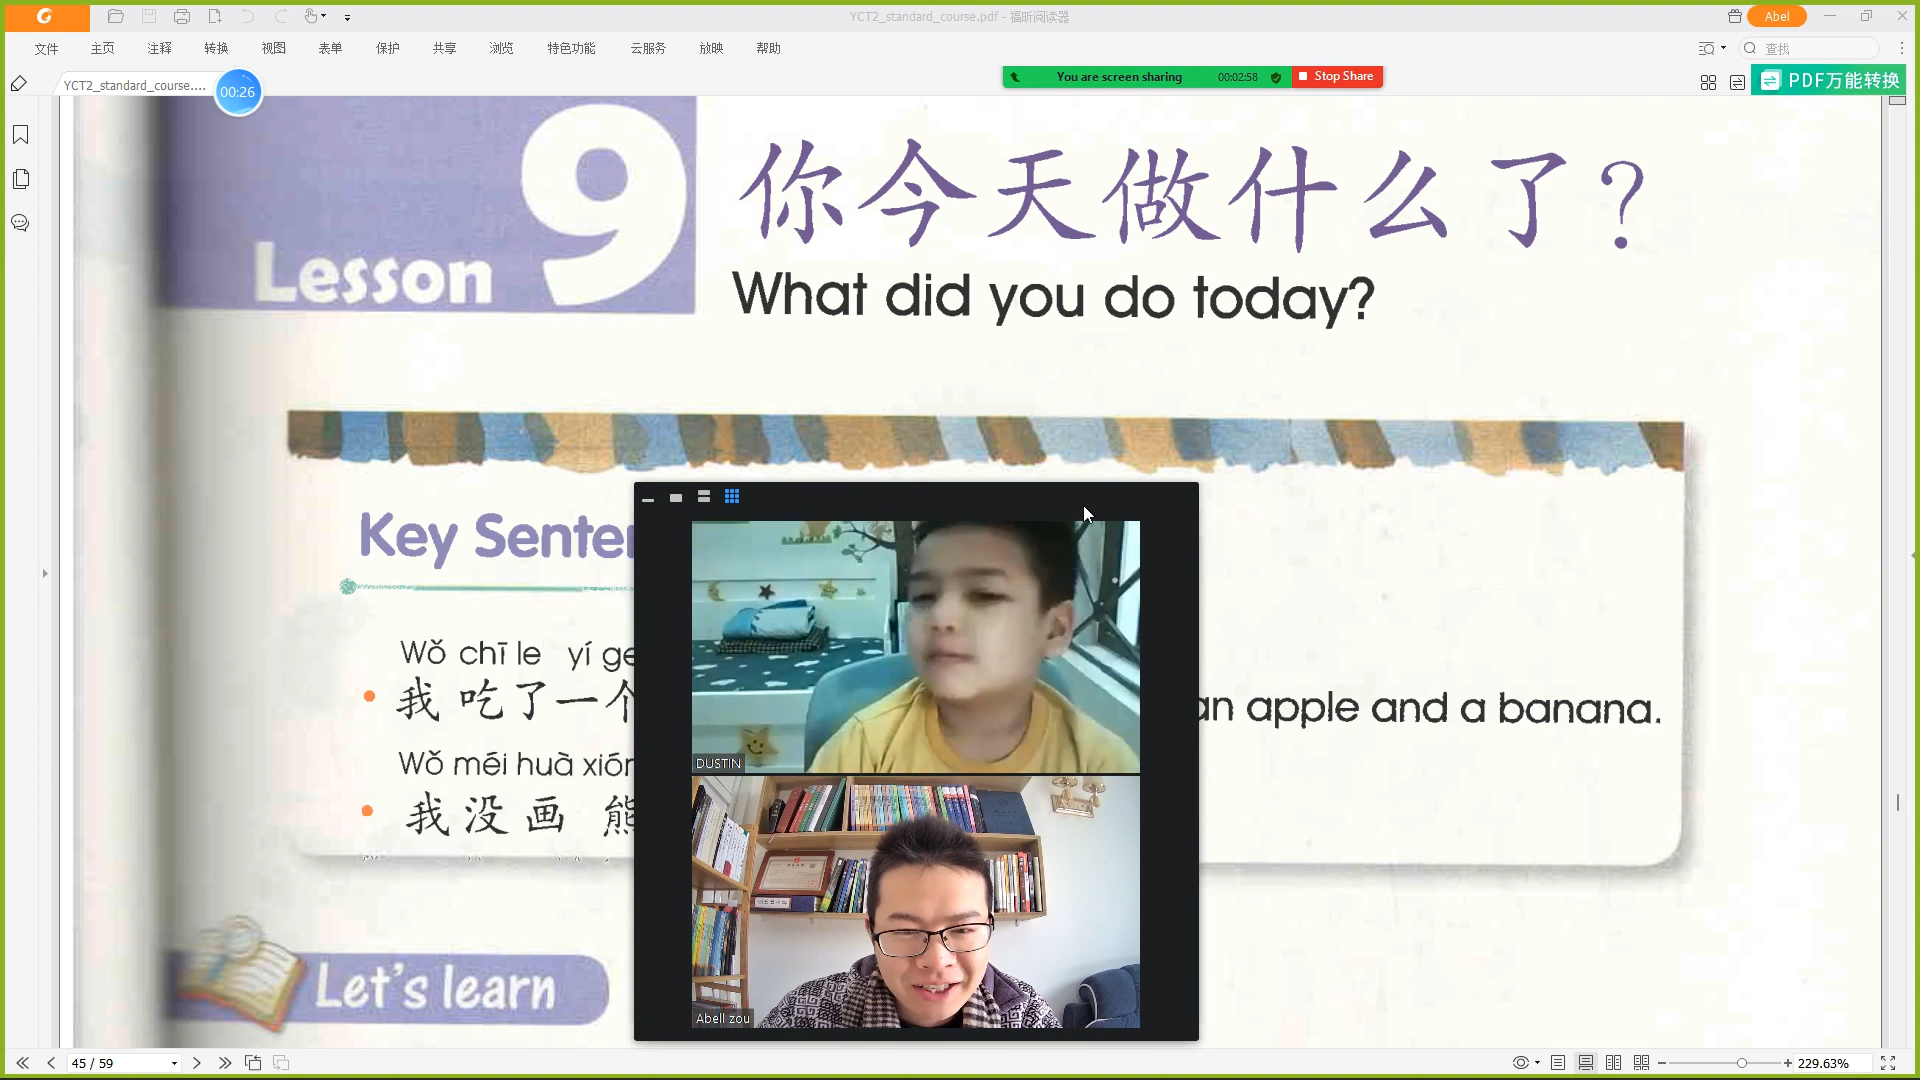 YCT2_standard_course.pdf - 福昕阅读器
Abel
文件 主页 注释 转换 视图 表单 保护 共享 浏览 特色功能 云服务 放映 帮助
查找
YCT2_standard_course....
00:26
You are screen sharing 00:02:58 Stop Share
PDF万能转换
Lesson 9
你今天做什么了?
What did you do today?
Key Senten
Wǒ chī le yí ge
我吃了一个
an apple and a banana.
Wǒ méi huà xión
我没画熊
DUSTIN
Abell zou
Let's learn
45 / 59
229.63%